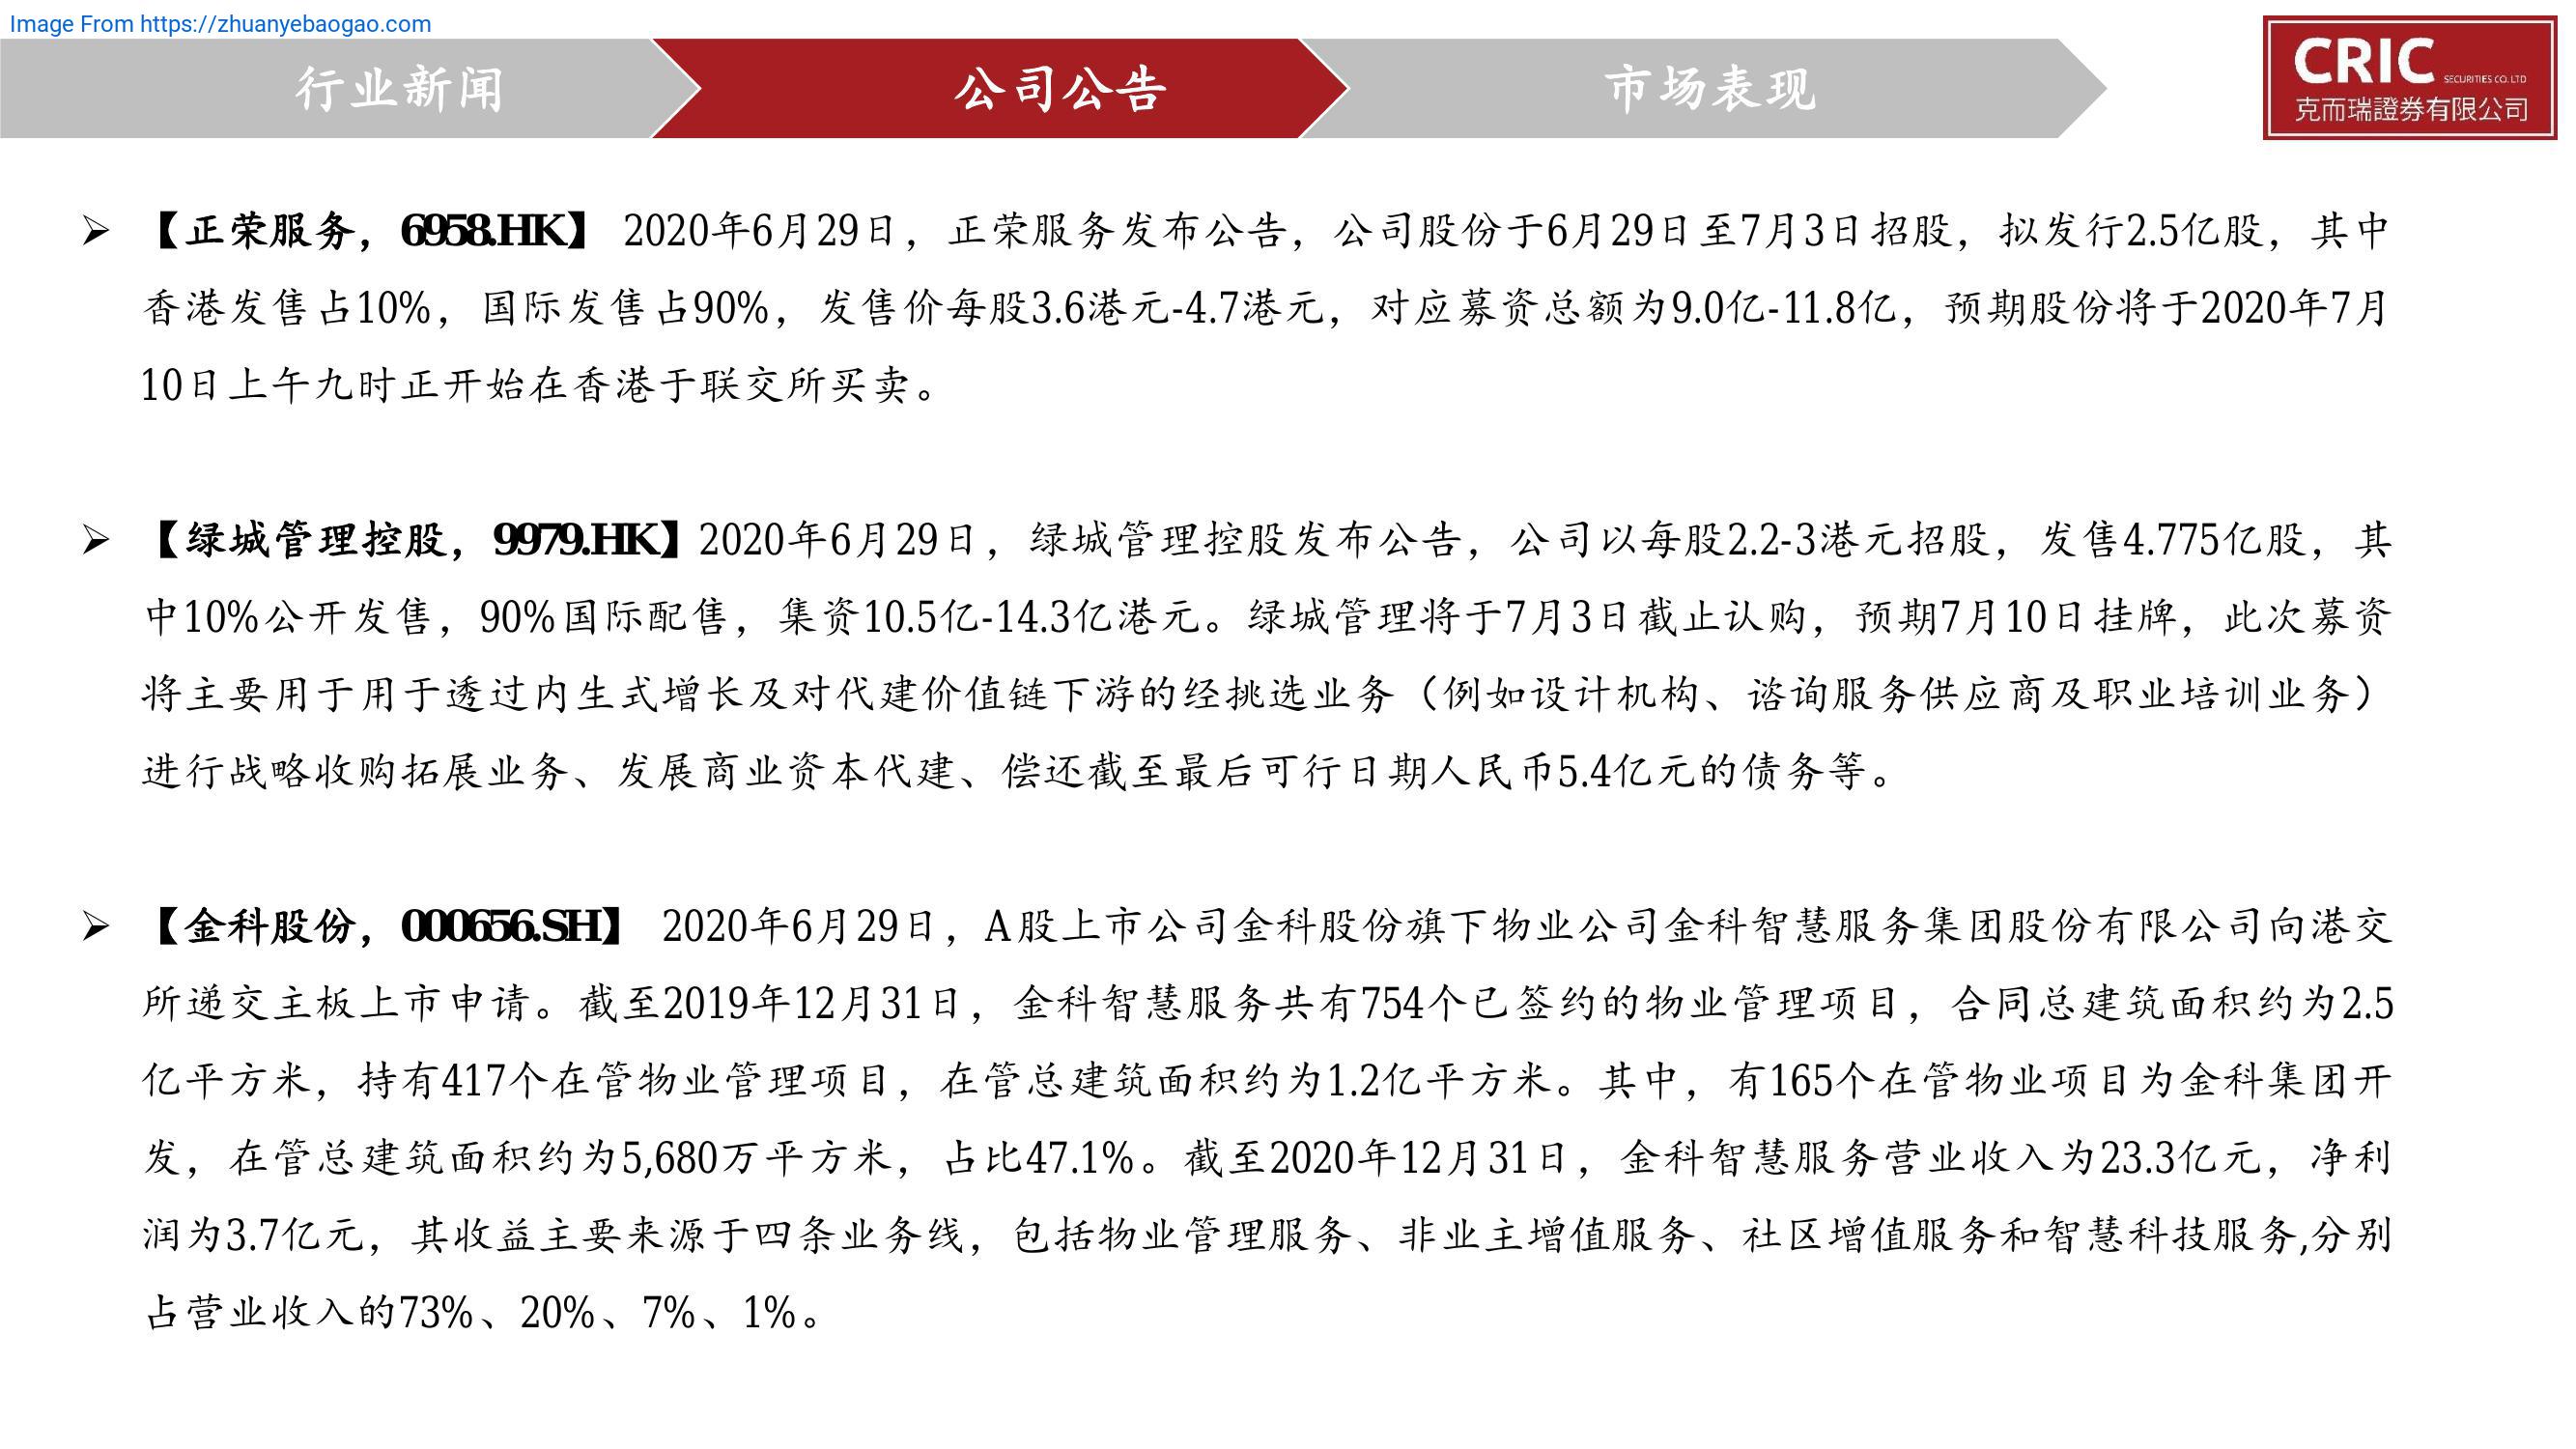 Image From https://zhuanyebaogao.com
行业新闻
公司公告
市场表现
CRIC SECURITIES CO. LTD
克而瑞證券有限公司
➢ 【正荣服务，6958.HK】 2020年6月29日，正荣服务发布公告，公司股份于6月29日至7月3日招股，拟发行2.5亿股，其中
香港发售占10%，国际发售占90%，发售价每股3.6港元-4.7港元，对应募资总额为9.0亿-11.8亿，预期股份将于2020年7月
10日上午九时正开始在香港于联交所买卖。
➢ 【绿城管理控股，9979.HK】2020年6月29日，绿城管理控股发布公告，公司以每股2.2-3港元招股，发售4.775亿股，其
中10%公开发售，90%国际配售，集资10.5亿-14.3亿港元。绿城管理将于7月3日截止认购，预期7月10日挂牌，此次募资
将主要用于用于透过内生式增长及对代建价值链下游的经挑选业务（例如设计机构、谘询服务供应商及职业培训业务）
进行战略收购拓展业务、发展商业资本代建、偿还截至最后可行日期人民币5.4亿元的债务等。
➢ 【金科股份，000656.SH】 2020年6月29日，A股上市公司金科股份旗下物业公司金科智慧服务集团股份有限公司向港交
所递交主板上市申请。截至2019年12月31日，金科智慧服务共有754个已签约的物业管理项目，合同总建筑面积约为2.5
亿平方米，持有417个在管物业管理项目，在管总建筑面积约为1.2亿平方米。其中，有165个在管物业项目为金科集团开
发，在管总建筑面积约为5,680万平方米，占比47.1%。截至2020年12月31日，金科智慧服务营业收入为23.3亿元，净利
润为3.7亿元，其收益主要来源于四条业务线，包括物业管理服务、非业主增值服务、社区增值服务和智慧科技服务,分别
占营业收入的73%、20%、7%、1%。